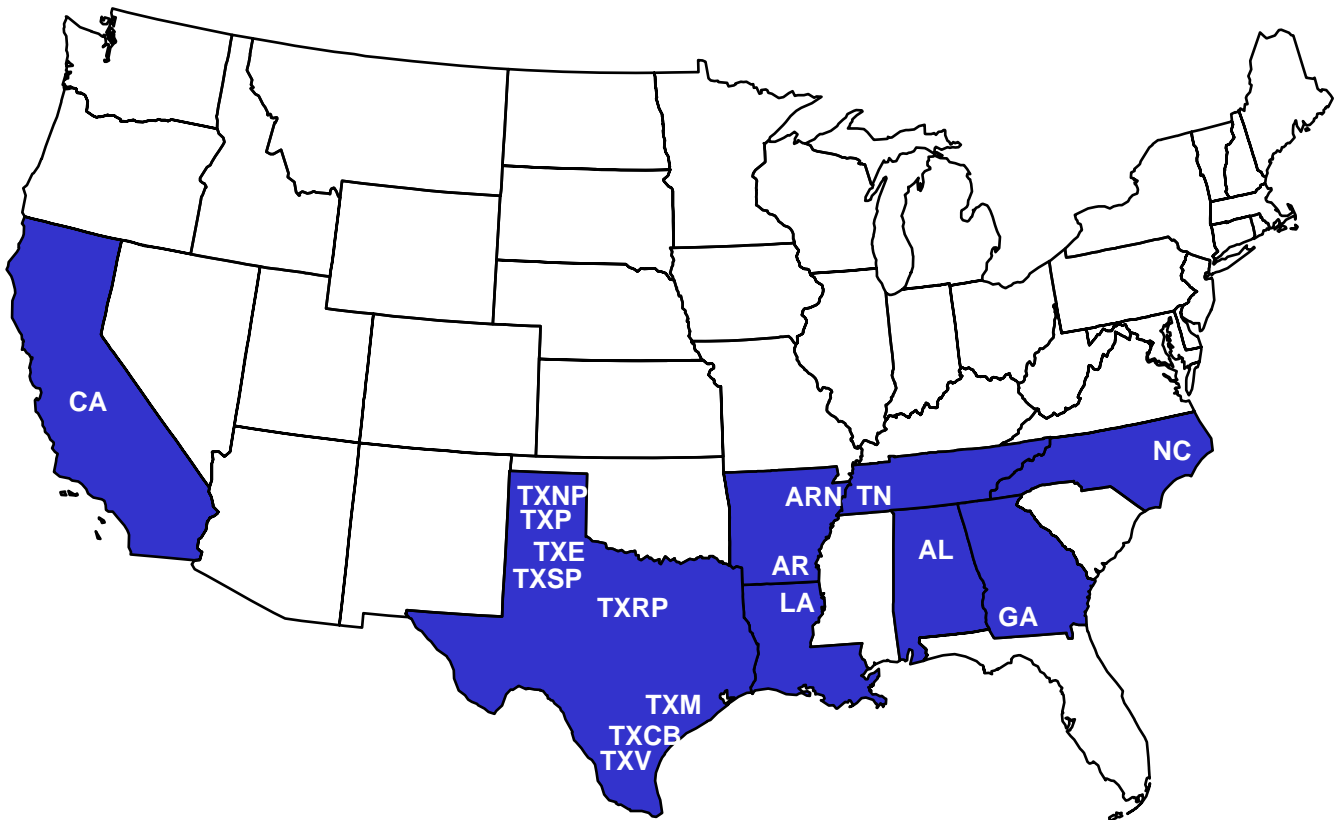 CA
NC
TXNP
ARN
TN
TXP
TXE
AL
AR
TXSP
LA
TXRP
GA
TXM
TXCB
TXV